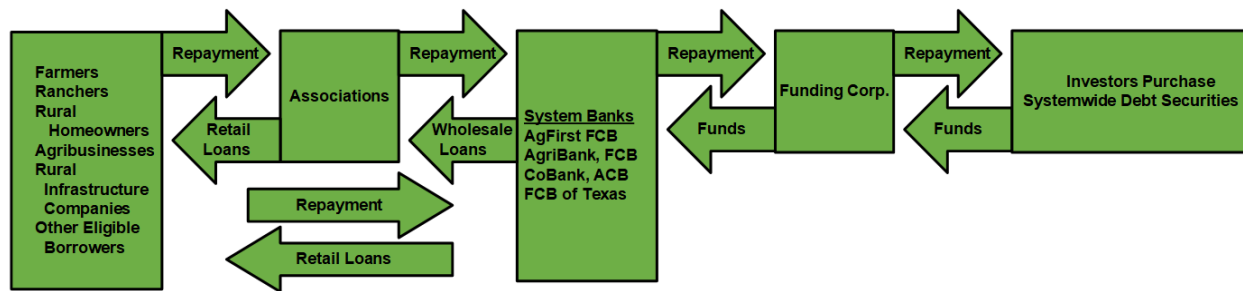 Farmers
Ranchers
Rural
Homeowners
Agribusinesses
Rural
Infrastructure
Companies
Other Eligible
Borrowers
Repayment
Retail
Loans
Associations
Repayment
Wholesale
Loans
Repayment
Retail Loans
System Banks
AgFirst FCB
AgriBank, FCB
CoBank, ACB
FCB of Texas
Repayment
Funds
Funding Corp.
Repayment
Funds
Investors Purchase
Systemwide Debt Securities